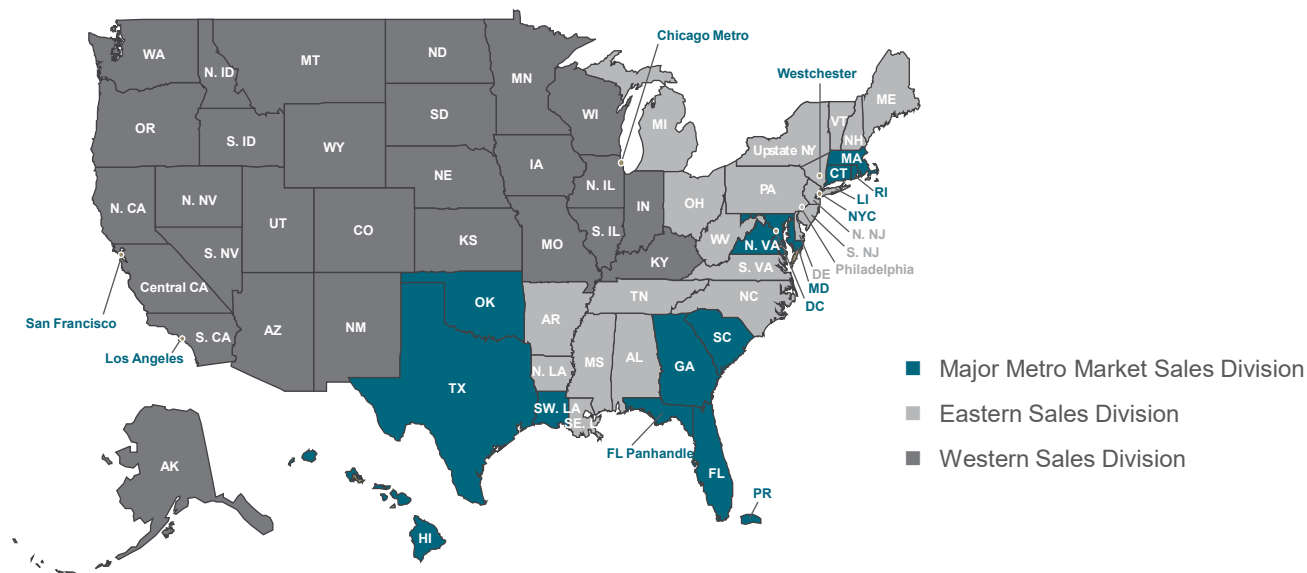 Chicago Metro
Westchester
WA
N. ID
MT
ND
MN
ME
VT
NH
OR
S. ID
SD
WI
MI
Upstate NY
MA
CT
RI
WY
IA
NE
N. IL
IN
OH
PA
LI
NYC
N. NJ
S. NJ
Philadelphia
N. CA
N. NV
UT
CO
S. NV
KS
MO
S. IL
WV
N. VA
KY
S. VA
DE
MD
DC
Central CA
TN
NC
San Francisco
S. CA
Los Angeles
AZ
NM
OK
AR
SC
MS
AL
GA
N. LA
TX
SW. LA
SE. L
FL Panhandle
FL
PR
AK
HI
Major Metro Market Sales Division
Eastern Sales Division
Western Sales Division